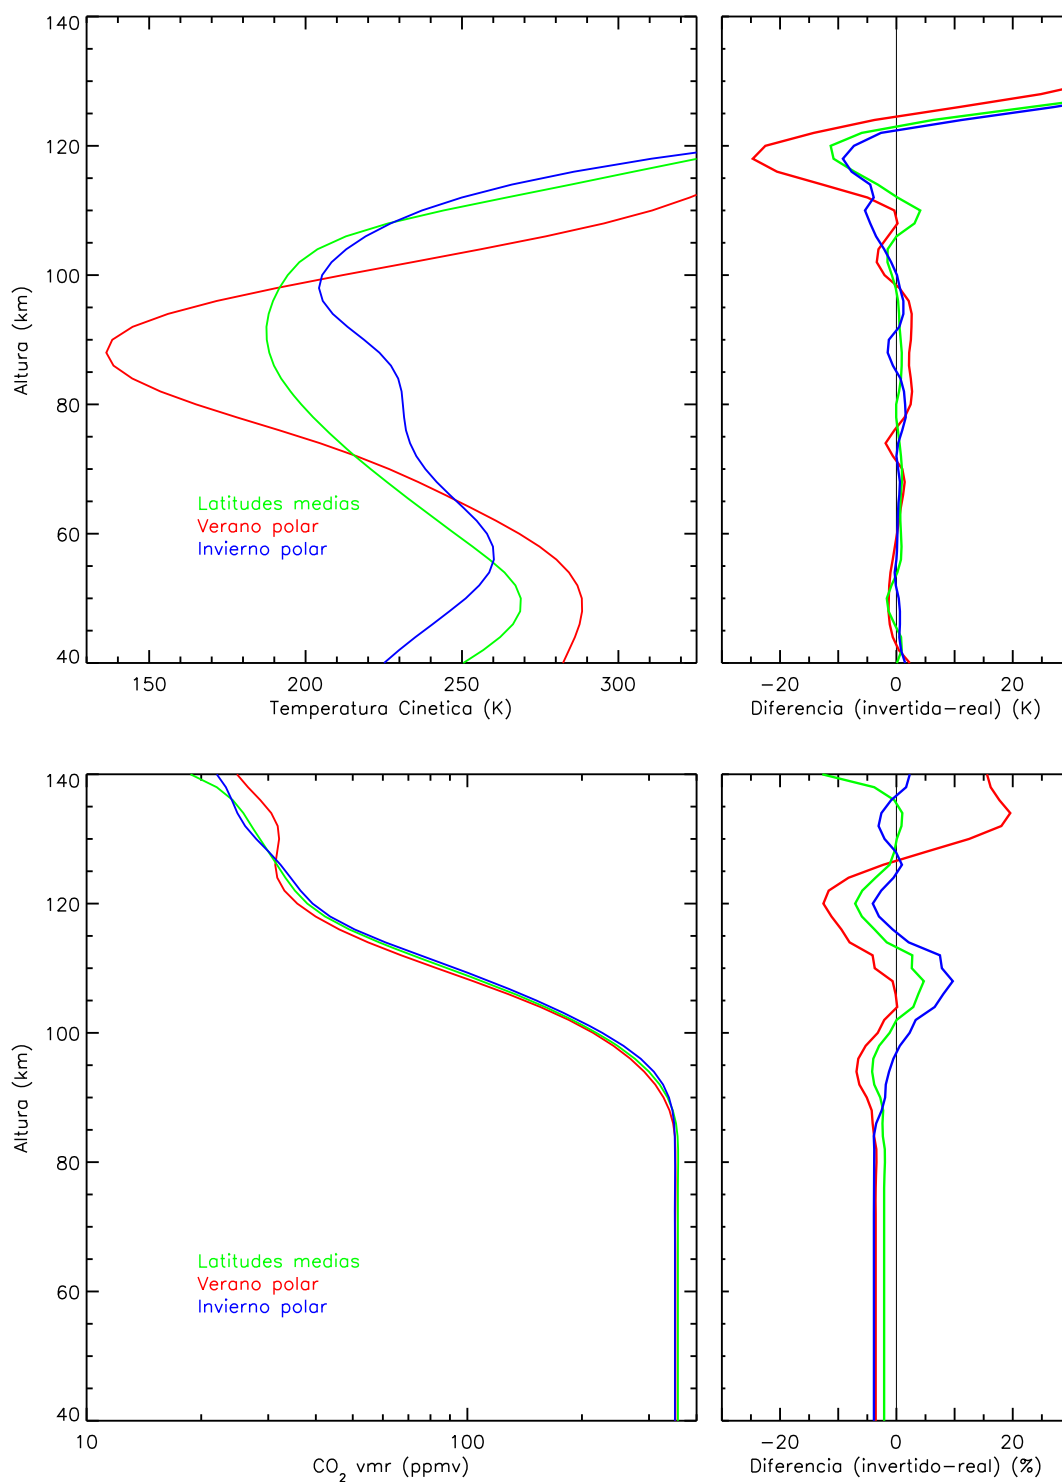 140
120
100
80
60
40
Altura (km)
Latitudes medias
Verano polar
Invierno polar
150 200 250 300
Temperatura Cinetica (K)
-20 0 20
Diferencia (invertida-real) (K)
140
120
100
80
60
40
Altura (km)
Latitudes medias
Verano polar
Invierno polar
10 100
CO2 vmr (ppmv)
-20 0 20
Diferencia (invertido-real) (%)